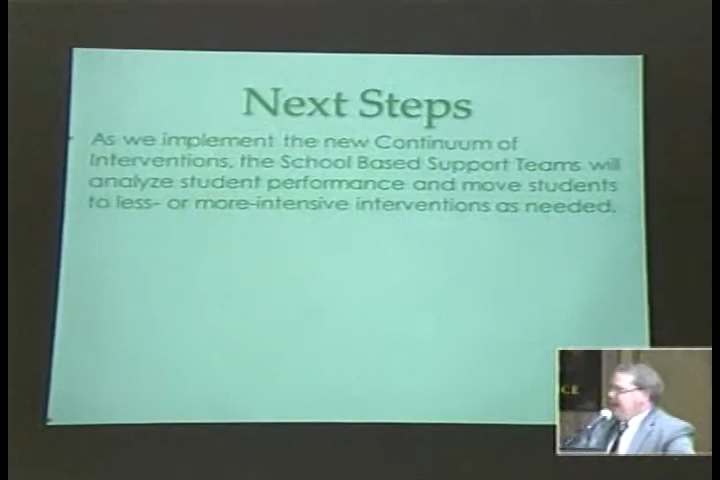 Next Steps
As we implement the new Continuum of
Interventions, the School Based Support Teams will
analyze student performance and move students
to less- or more-intensive interventions as needed.
CE